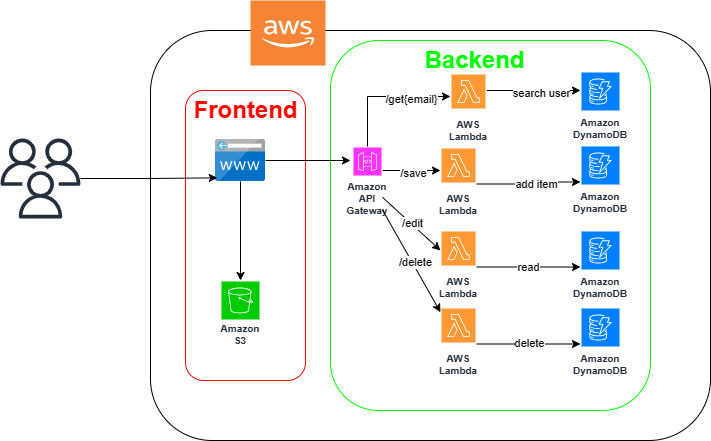 aws
Backend
Frontend
/get{email}
AWS
Lambda
search user
Amazon
DynamoDB
WWW
Amazon
API
Gateway
/save
AWS
Lambda
add item
Amazon
DynamoDB
/edit
AWS
Lambda
read
Amazon
DynamoDB
/delete
AWS
Lambda
delete
Amazon
DynamoDB
Amazon
S3